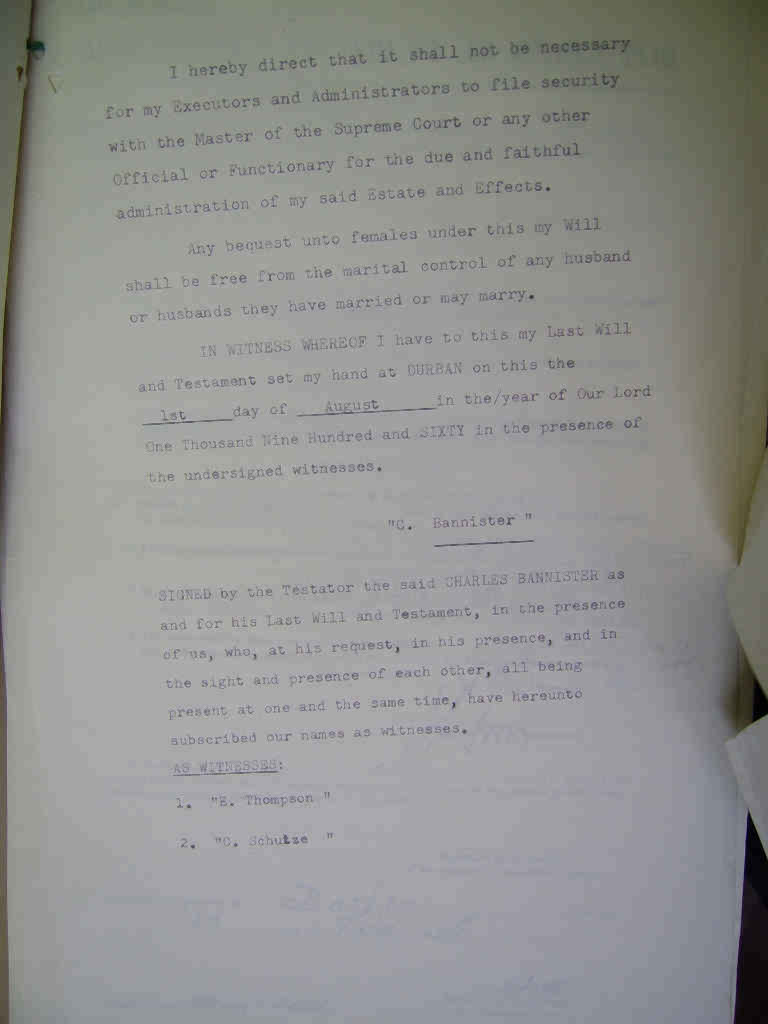 I hereby direct that it shall not be necessary
for my Executors and Administrators to file security
with the Master of the Supreme Court or any other
Official or Functionary for the due and faithful
administration of my said Estate and Effects.
Any bequest unto females under this my Will
shall be free from the marital control of any husband
or husbands they have married or may marry.
IN WITNESS WHEREOF I have to this my Last Will
and Testament set my hand at DURBAN on this the
1st day of August in the/year of Our Lord
One Thousand Nine Hundred and SIXTY in the presence of
the undersigned witnesses.
"C. Bannister "
SIGNED by the Testator the said CHARLES BANNISTER as
and for his Last Will and Testament, in the presence
of us, who, at his request, in his presence, and in
the sight and presence of each other, all being
present at one and the same time, have hereunto
subscribed our names as witnesses.
AS WITNESSES:
1. "E. Thompson "
2. "C. Schutze "